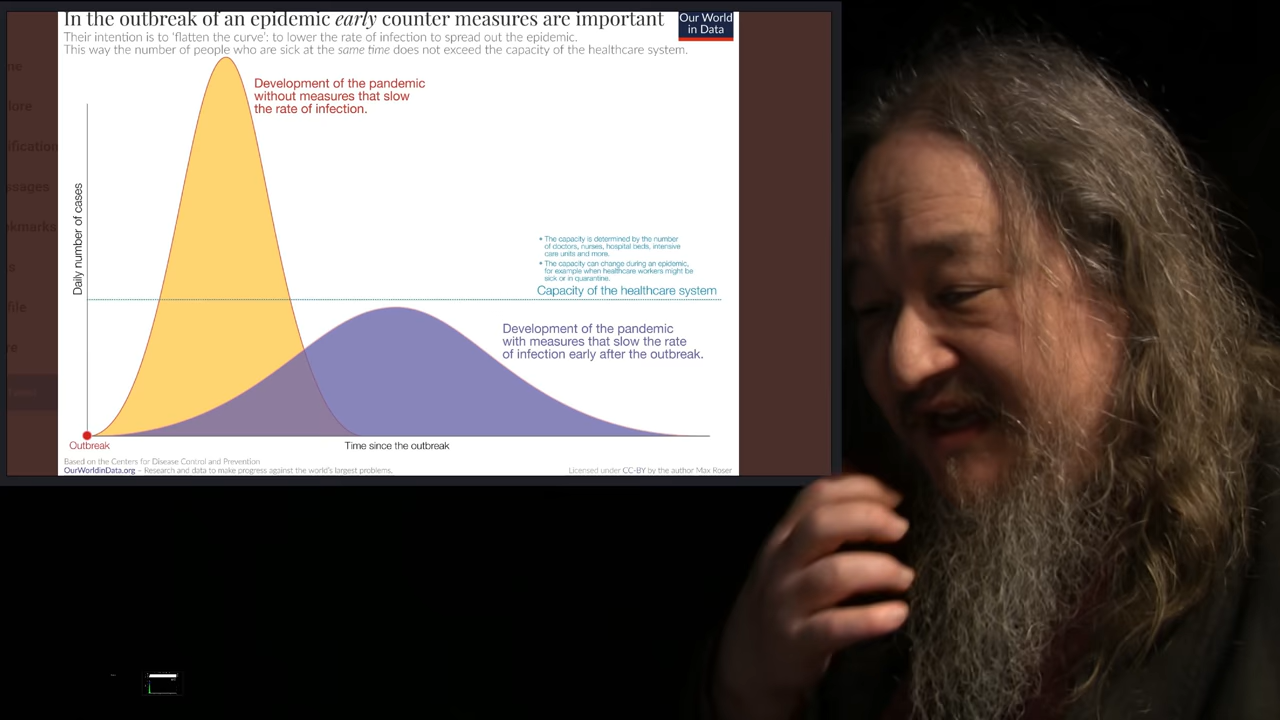 In the outbreak of an epidemic early counter measures are important
Our World
in Data
Their intention is to 'flatten the curve': to lower the rate of infection to spread out the epidemic.
This way the number of people who are sick at the same time does not exceed the capacity of the healthcare system.
Development of the pandemic
without measures that slow
the rate of infection.
Daily number of cases
• The capacity is determined by the number
of doctors, nurses, hospital beds, intensive
care units and more.
• The capacity can change during an epidemic,
for example when healthcare workers might be
sick or in quarantine.
Capacity of the healthcare system
Development of the pandemic
with measures that slow the rate
of infection early after the outbreak.
Outbreak
Time since the outbreak
Based on the Centers for Disease Control and Prevention
OurWorldinData.org – Research and data to make progress against the world's largest problems.
Licensed under CC-BY by the author Max Roser
me
lore
ification
ssages
okmarks
s
file
re